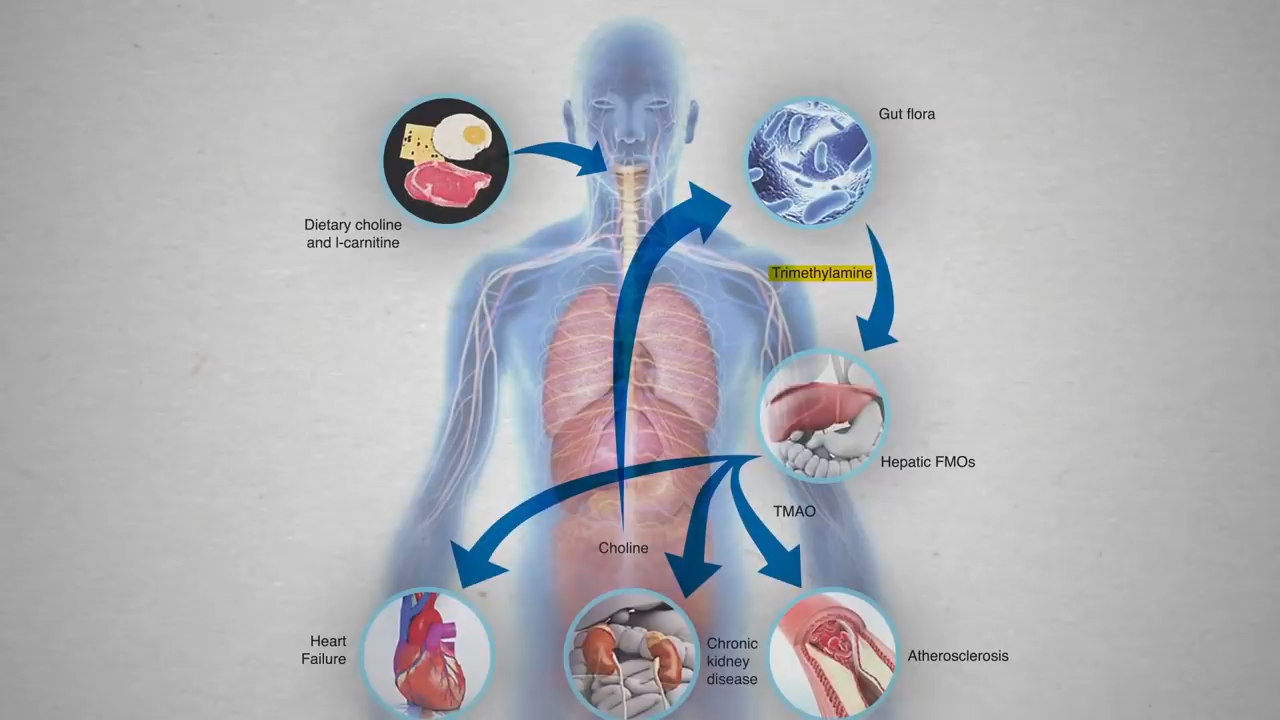 Gut flora
Dietary choline
and l-carnitine
Trimethylamine
Hepatic FMOs
TMAO
Choline
Heart
Failure
Chronic
kidney
disease
Atherosclerosis